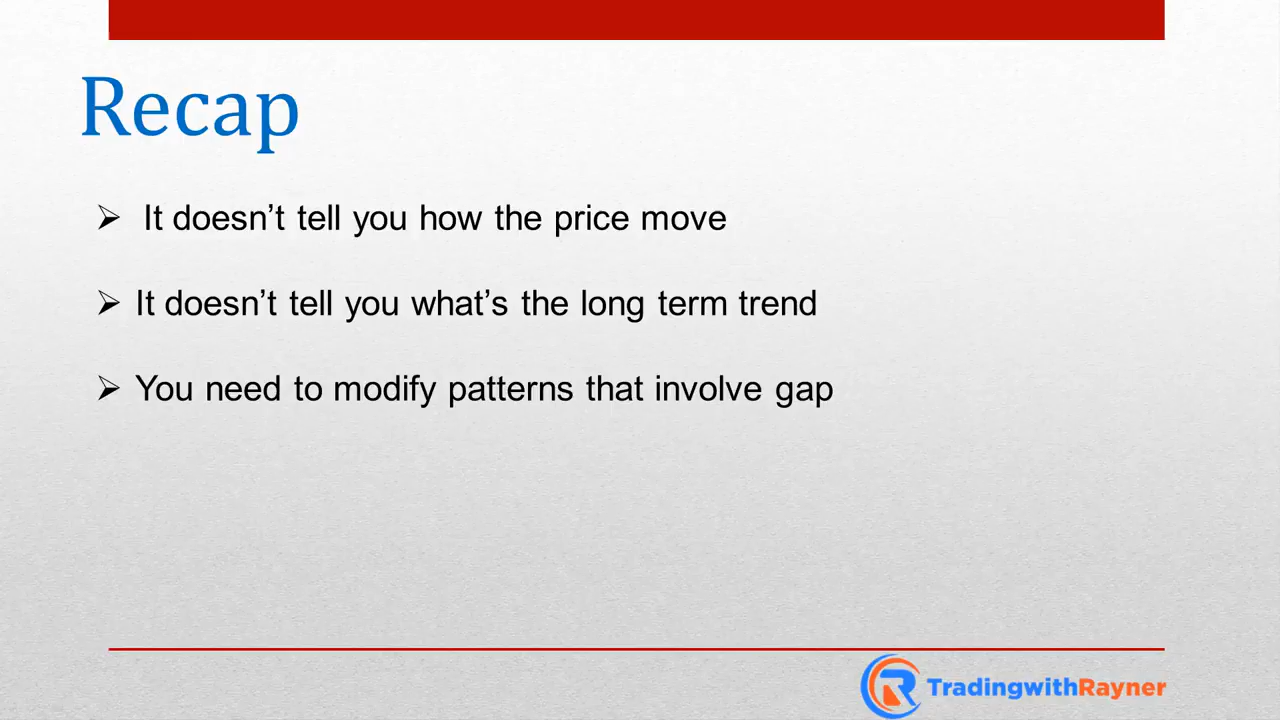 Recap
➢ It doesn’t tell you how the price move
➢ It doesn’t tell you what’s the long term trend
➢ You need to modify patterns that involve gap
TradingwithRayner